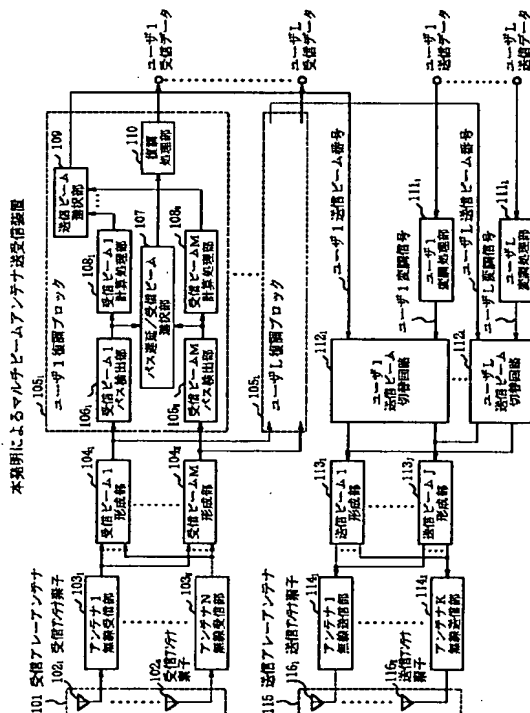 本発明によるマルチビームアンテナ送受信装置
101 受信アレーアンテナ
102₁ 受信アンテナ素子
受信アンテナ
素子
103₁
アンテナ1
無線受信部
アンテナN
無線受信部
104₁
受信ビーム1
形成部
受信ビームM
形成部
105₁
ユーザ1復調ブロック
106₁
受信ビーム1
パス検出部
受信ビームM
パス検出部
107
パス遅延/受信ビーム
選択部
108₁
受信ビーム1
計算処理部
受信ビームM
計算処理部
109
送信ビーム
選択部
110
復調
処理部
ユーザL復調ブロック
ユーザ1
受信データ
ユーザL
受信データ
ユーザ1送信ビーム番号
ユーザL送信ビーム番号
ユーザ1変調信号
ユーザL変調信号
111₁
ユーザ1
変調処理部
ユーザL
変調処理部
ユーザ1
送信データ
ユーザL
送信データ
112₁
ユーザ1
送信ビーム
切替回路
ユーザL
送信ビーム
切替回路
113₁
送信ビーム1
形成部
送信ビームJ
形成部
114₁
アンテナ1
無線送信部
アンテナK
無線送信部
115 送信アレーアンテナ
116₁ 送信アンテナ素子
送信アンテナ
素子